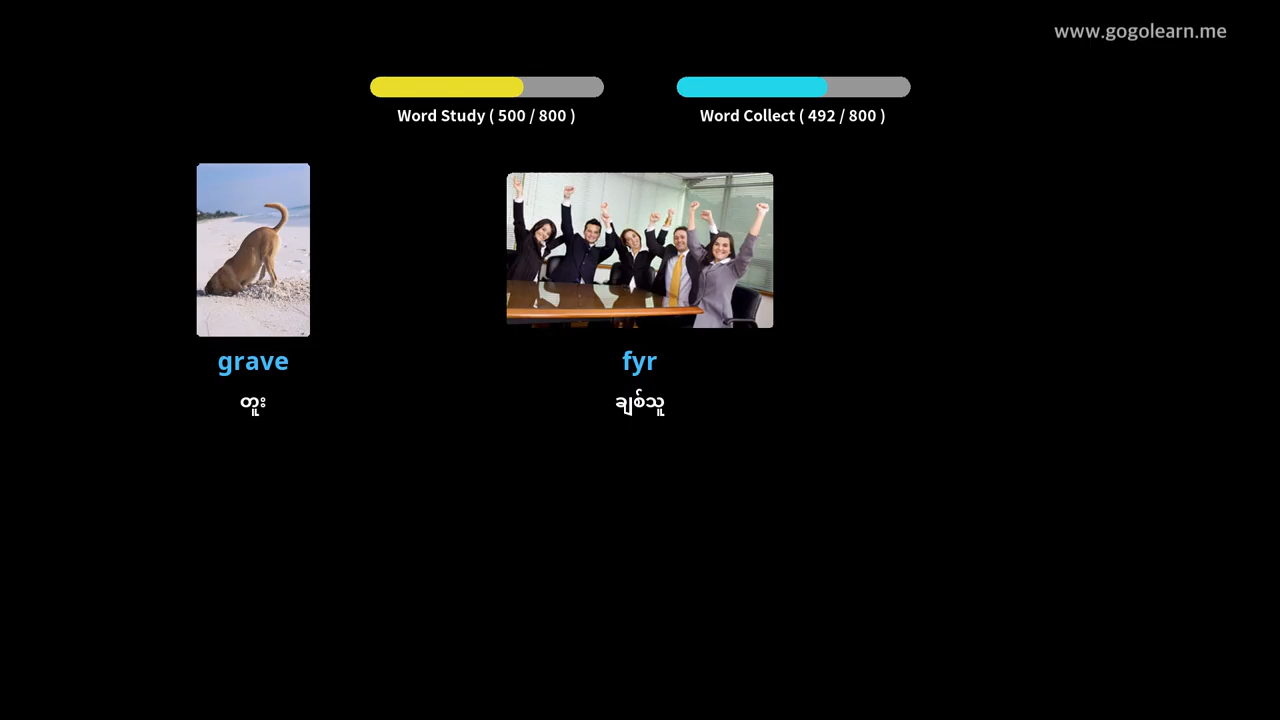 www.gogolearn.me
Word Study ( 500 / 800 )
Word Collect ( 492 / 800 )
grave
fyr
တူး
ချစ်သူ